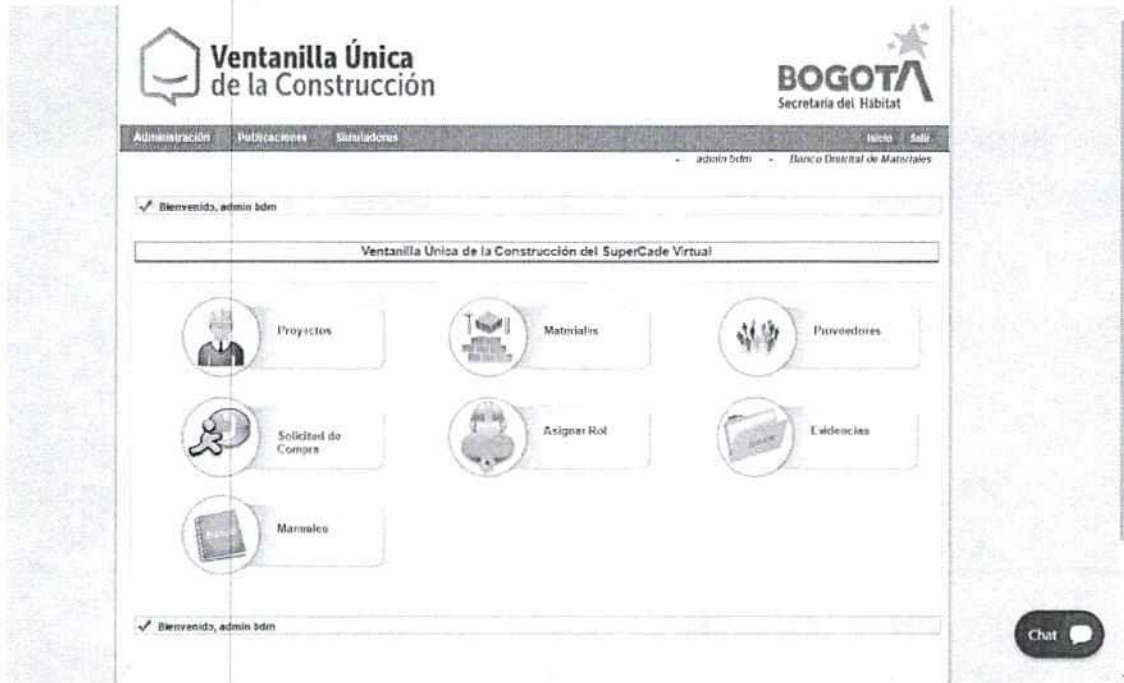 Ventanilla Única
de la Construcción
BOGOTÁ
Secretaría del Hábitat
Administración Publicaciones Simuladores Inicio Salir
- admin bdm - Banco Distrital de Materiales
Bienvenido, admin bdm
Ventanilla Única de la Construcción del SuperCade Virtual
Proyectos
Materiales
Proveedores
Solicitud de
Compra
Asignar Rol
Evidencias
Manuales
Bienvenido, admin bdm
Chat